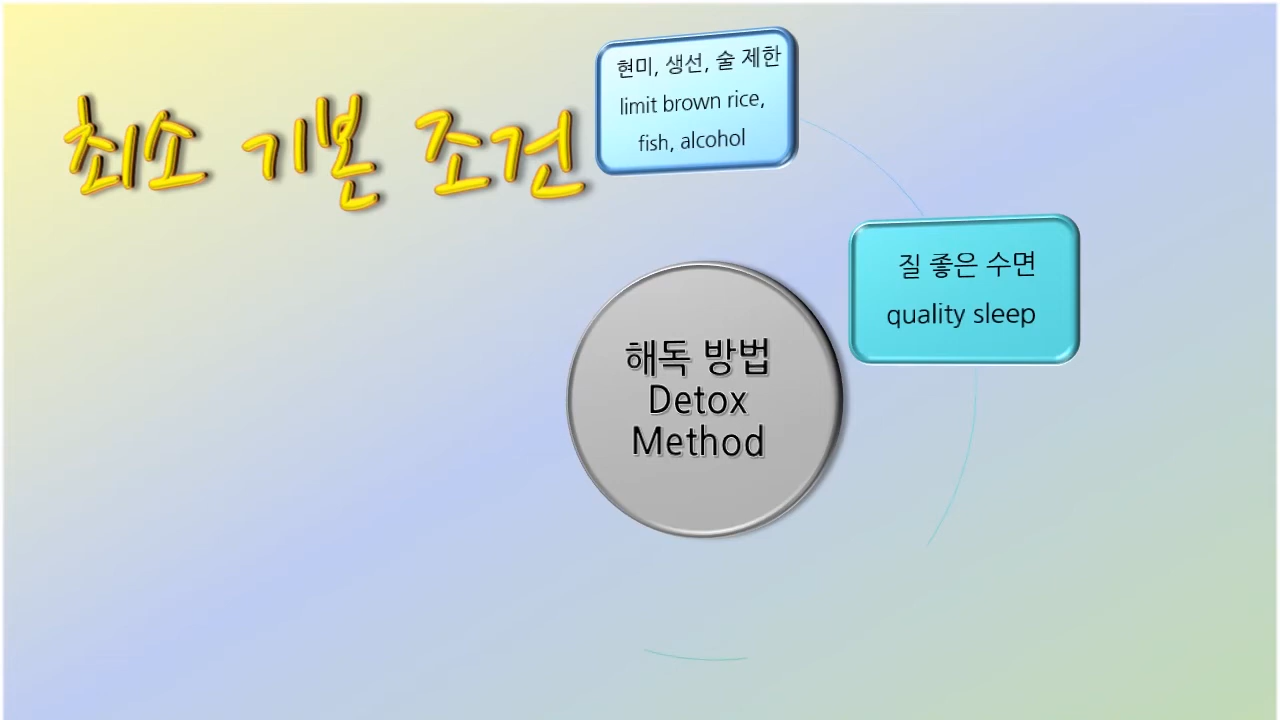 최소 기본 조건
현미, 생선, 술 제한
limit brown rice,
fish, alcohol
질 좋은 수면
quality sleep
해독 방법
Detox
Method